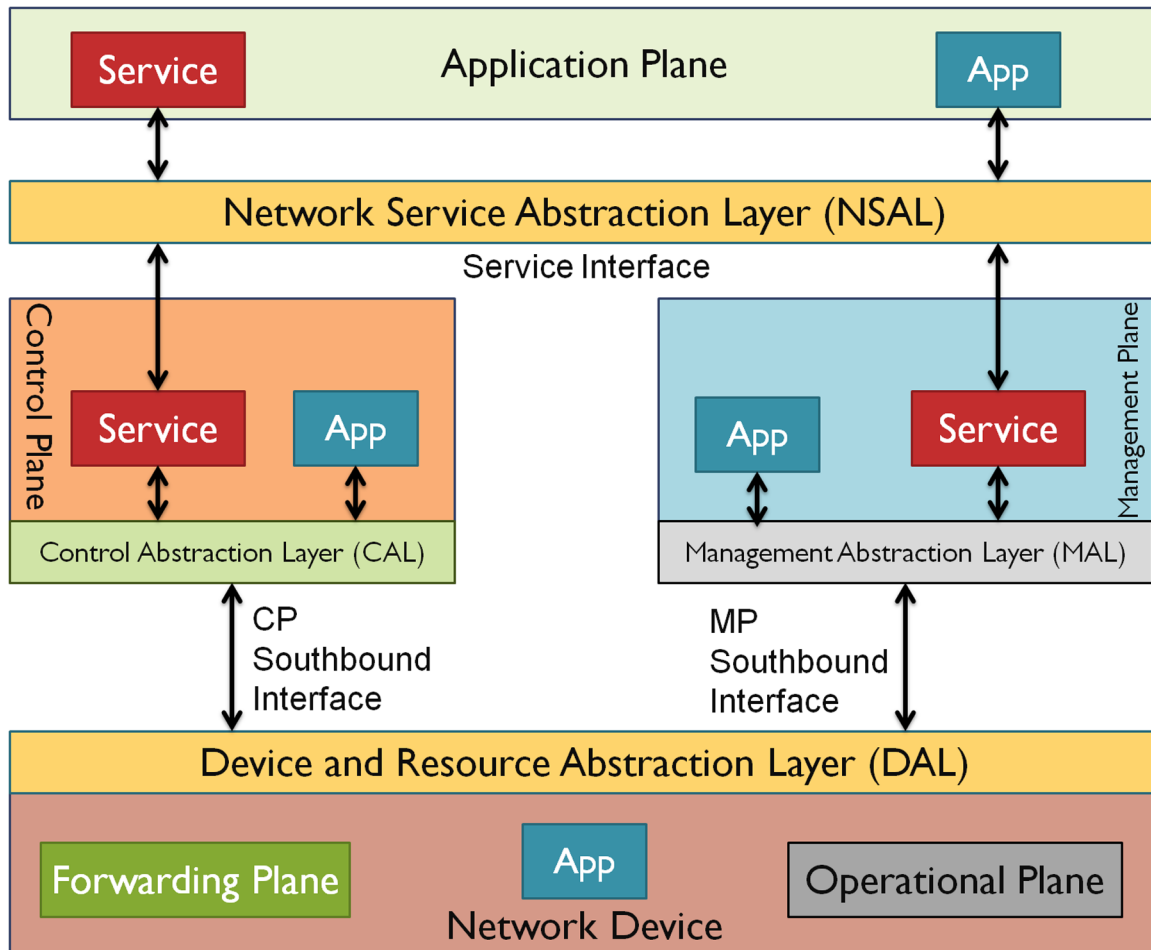 Service
Application Plane
App
Network Service Abstraction Layer (NSAL)
Service Interface
Control Plane
Service
App
Control Abstraction Layer (CAL)
Management Plane
App
Service
Management Abstraction Layer (MAL)
CP
Southbound
Interface
MP
Southbound
Interface
Device and Resource Abstraction Layer (DAL)
Forwarding Plane
App
Operational Plane
Network Device